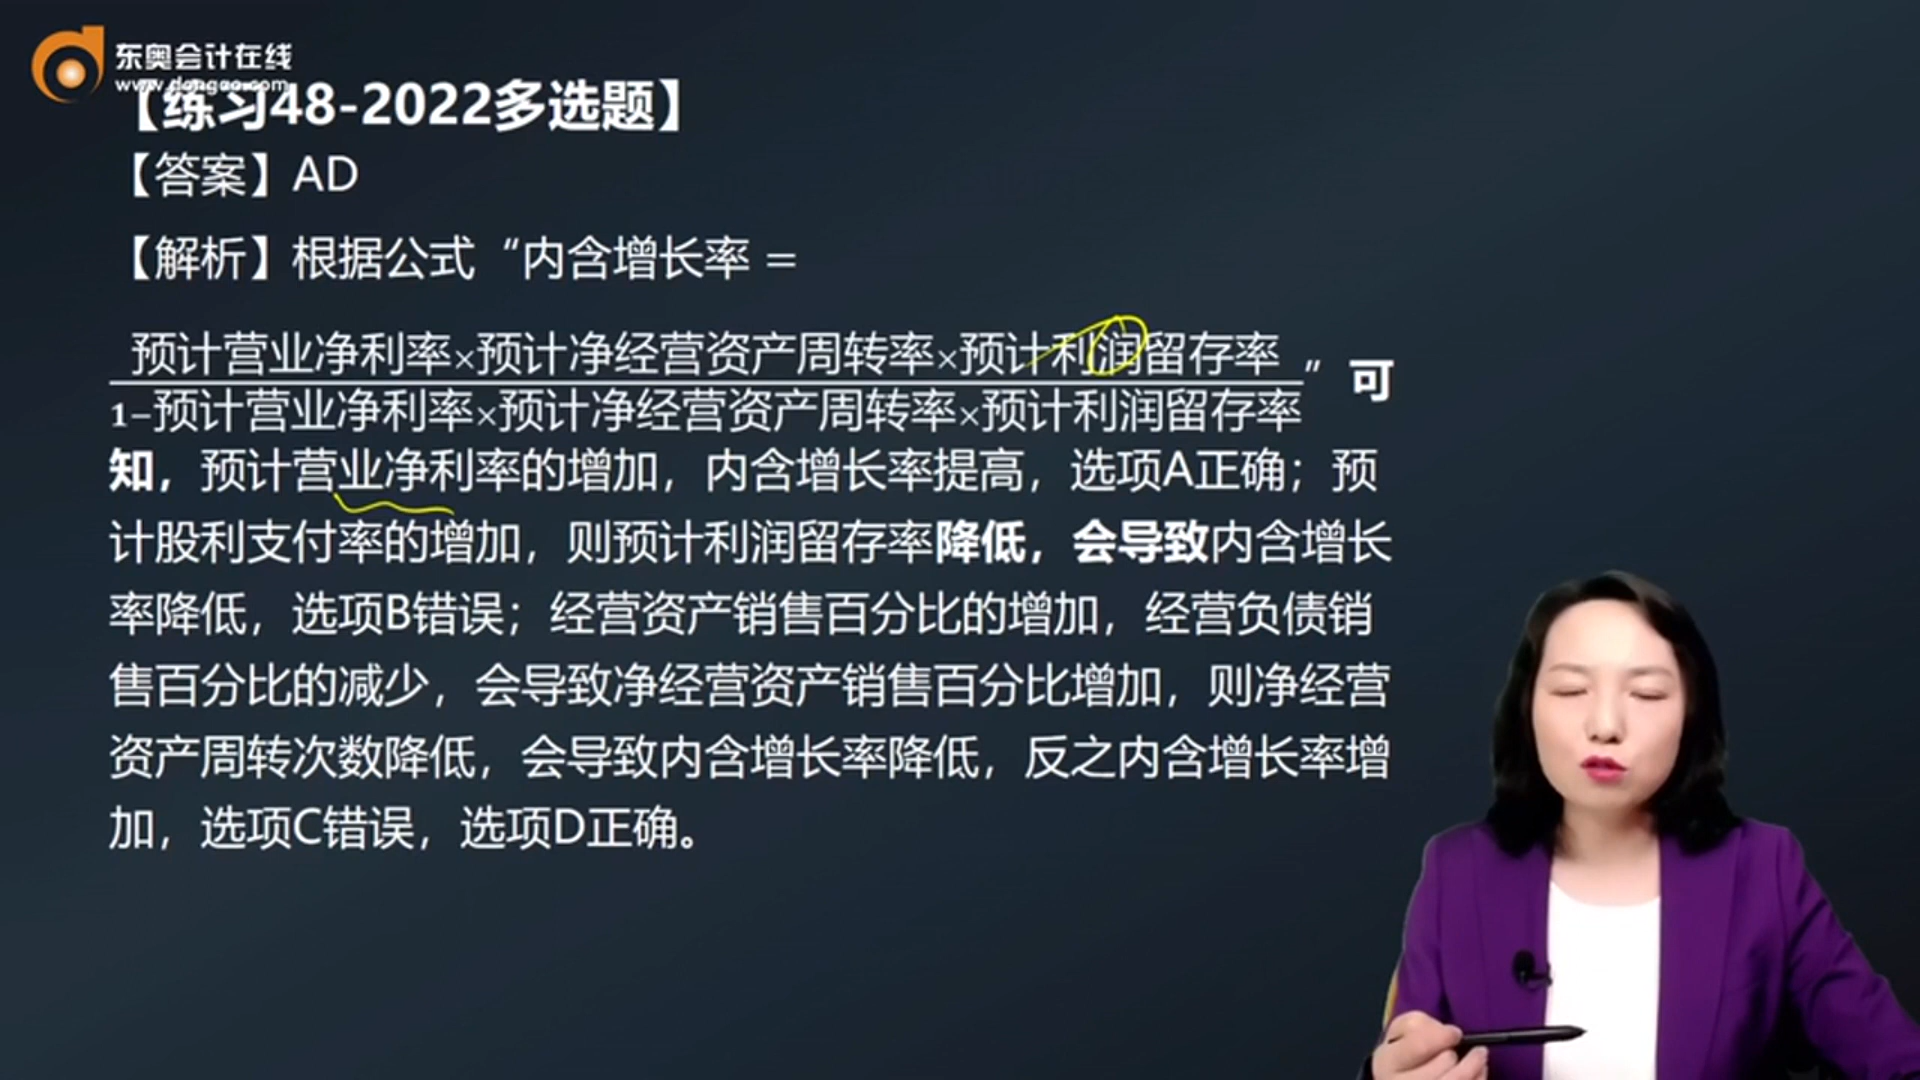 东奥会计在线
www.dongao.com
【练习48-2022多选题】
【答案】AD
【解析】根据公式“内含增长率 =
预计营业净利率×预计净经营资产周转率×预计利润留存率
1−预计营业净利率×预计净经营资产周转率×预计利润留存率
”可
知，预计营业净利率的增加，内含增长率提高，选项A正确；预
计股利支付率的增加，则预计利润留存率降低，会导致内含增长
率降低，选项B错误；经营资产销售百分比的增加，经营负债销
售百分比的减少，会导致净经营资产销售百分比增加，则净经营
资产周转次数降低，会导致内含增长率降低，反之内含增长率增
加，选项C错误，选项D正确。